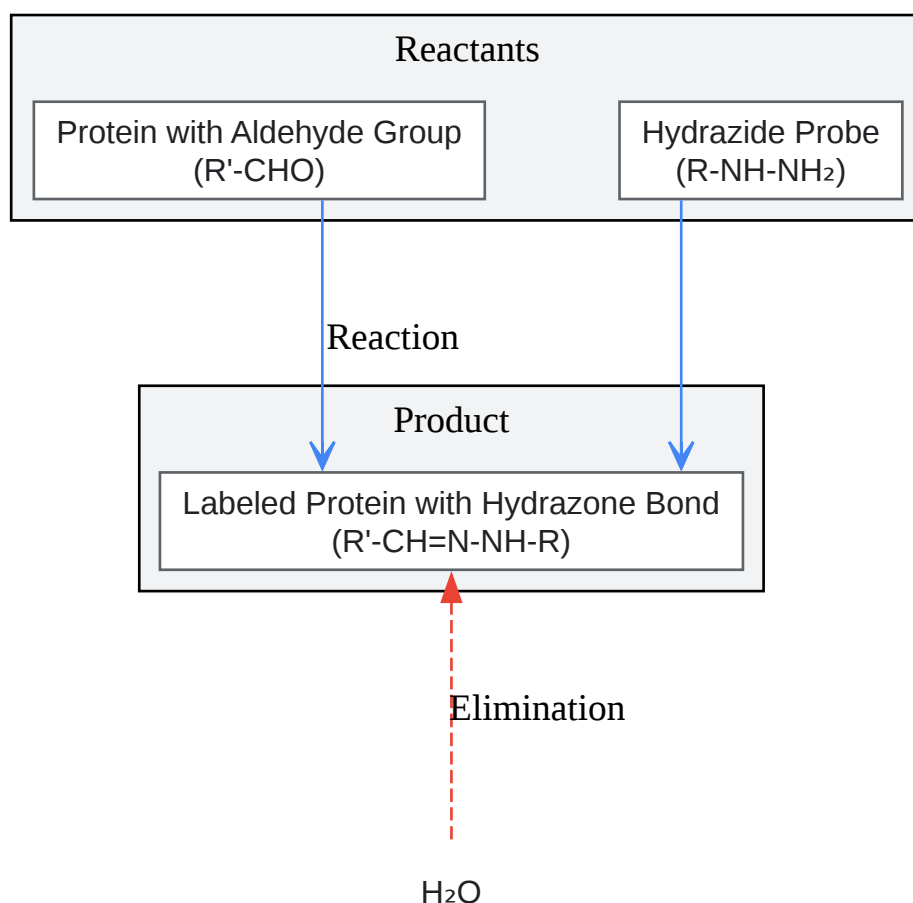 Reactants
Protein with Aldehyde Group
(R'-CHO)
Hydrazide Probe
(R-NH-NH₂)
Reaction
Product
Labeled Protein with Hydrazone Bond
(R'-CH=N-NH-R)
Elimination
H₂O